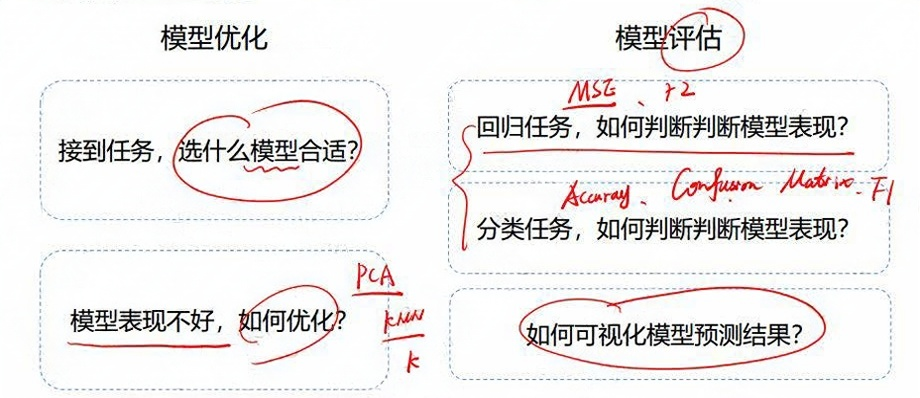 模型优化
接到任务，选什么模型合适？
模型表现不好，如何优化？
PCA
KNN
K
模型评估
MSE、r2
回归任务，如何判断判断模型表现？
Accuray、Confusion Matrix、F1
分类任务，如何判断判断模型表现？
如何可视化模型预测结果？